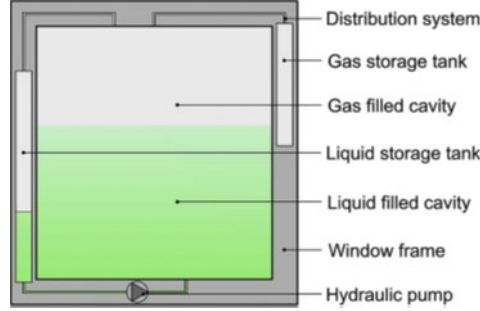 Distribution system
Gas storage tank
Gas filled cavity
Liquid storage tank
Liquid filled cavity
Window frame
Hydraulic pump